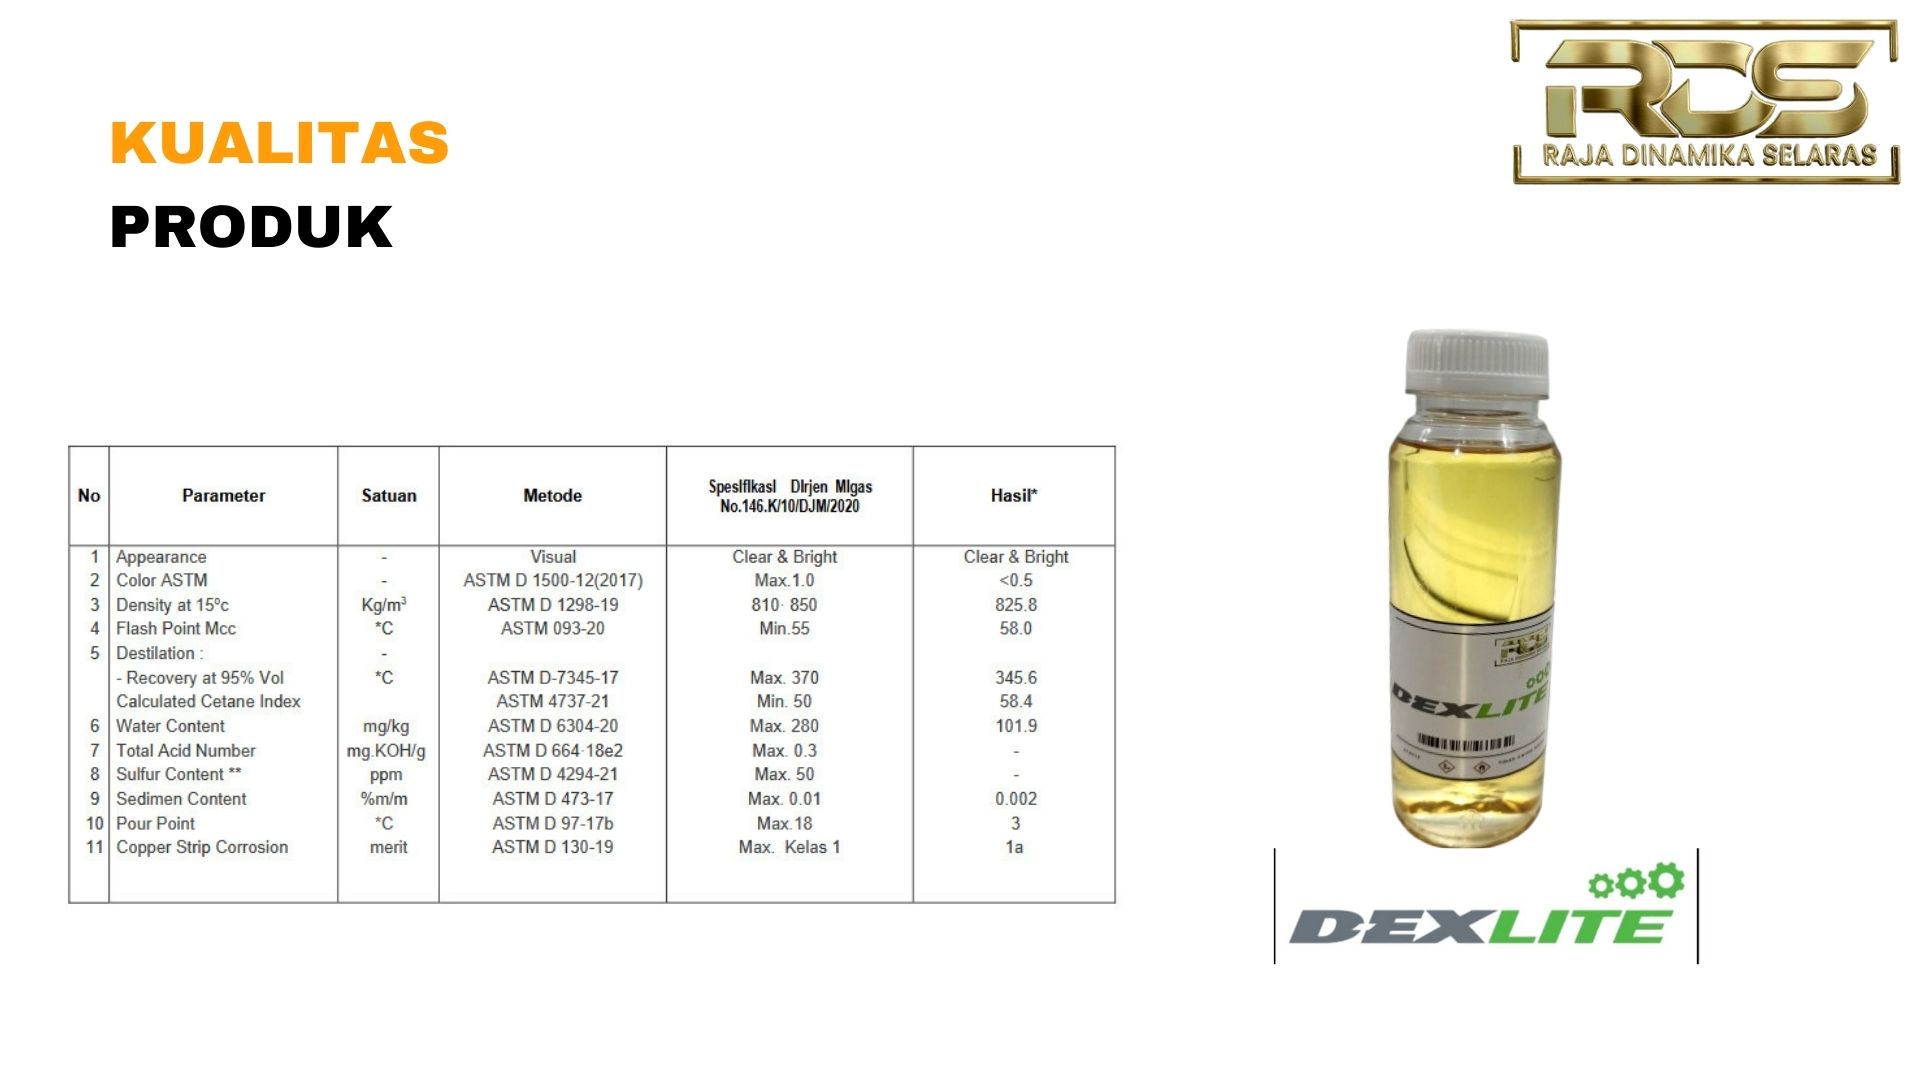 KUALITAS
PRODUK
RDS
RAJA DINAMIKA SELARAS
No Parameter Satuan Metode Spesifikasi Dirjen Migas No.146.K/10/DJM/2020 Hasil*
1 Appearance - Visual Clear & Bright Clear & Bright
2 Color ASTM - ASTM D 1500-12(2017) Max.1.0 <0.5
3 Density at 15ºc Kg/m³ ASTM D 1298-19 810· 850 825.8
4 Flash Point Mcc *C ASTM 093-20 Min.55 58.0
5 Destilation : -
- Recovery at 95% Vol *C ASTM D-7345-17 Max. 370 345.6
Calculated Cetane Index ASTM 4737-21 Min. 50 58.4
6 Water Content mg/kg ASTM D 6304-20 Max. 280 101.9
7 Total Acid Number mg.KOH/g ASTM D 664·18e2 Max. 0.3 -
8 Sulfur Content ** ppm ASTM D 4294-21 Max. 50 -
9 Sedimen Content %m/m ASTM D 473-17 Max. 0.01 0.002
10 Pour Point *C ASTM D 97-17b Max.18 3
11 Copper Strip Corrosion merit ASTM D 130-19 Max. Kelas 1 1a
RDS
RAJA DINAMIKA SELARAS
DEXLITE
DEXLITE